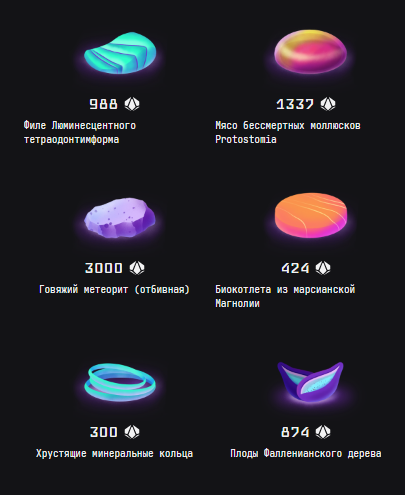 988
1337
Филе Люминесцентного
тетраодонтимформа
Мясо бессмертных моллюсков
Protostomia
3000
424
Говяжий метеорит (отбивная)
Биокотлета из марсианской
Магнолии
300
874
Хрустящие минеральные кольца
Плоды Фалленианского дерева